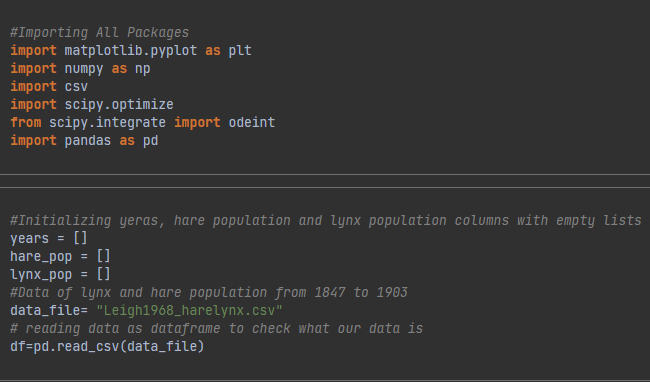 #Importing All Packages
import matplotlib.pyplot as plt
import numpy as np
import csv
import scipy.optimize
from scipy.integrate import odeint
import pandas as pd
#Initializing yeras, hare population and lynx population columns with empty lists
years = []
hare_pop = []
lynx_pop = []
#Data of lynx and hare population from 1847 to 1903
data_file= "Leigh1968_harelynx.csv"
# reading data as dataframe to check what our data is
df=pd.read_csv(data_file)